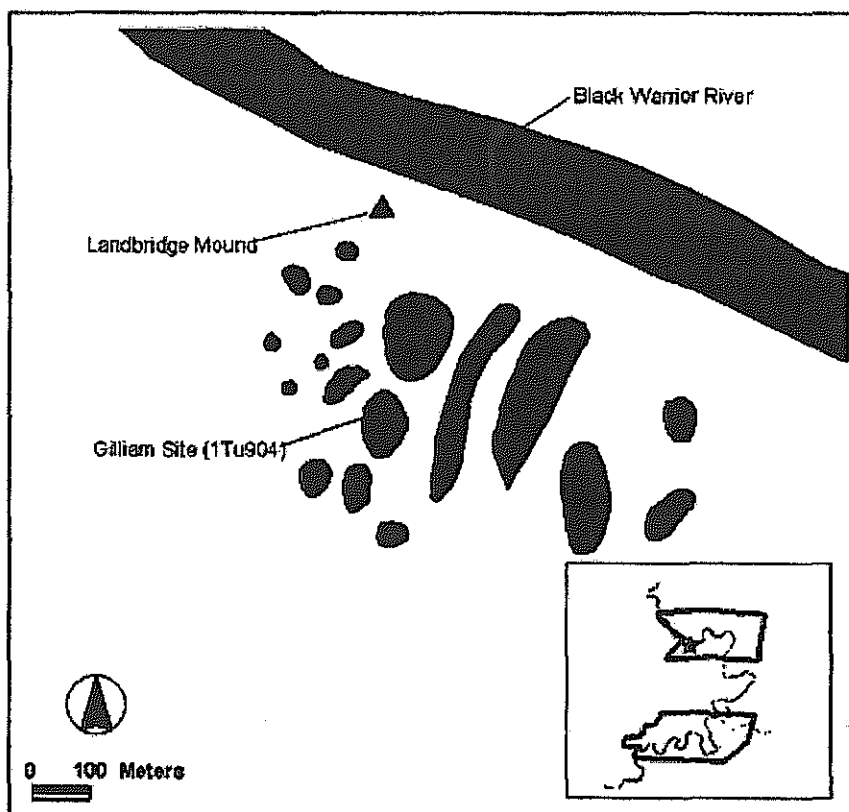 Black Warrior River
Landbridge Mound
Gilliam Site (1Tu904)
0 100 Meters